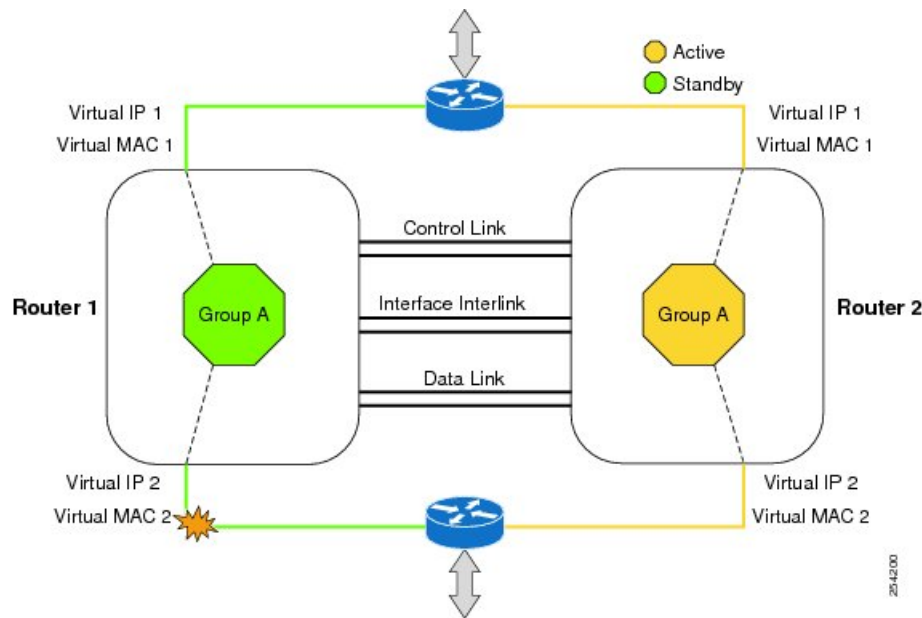 Active
Standby
Virtual IP 1
Virtual MAC 1
Virtual IP 1
Virtual MAC 1
Control Link
Router 1
Group A
Interface Interlink
Group A
Router 2
Data Link
Virtual IP 2
Virtual MAC 2
Virtual IP 2
Virtual MAC 2
254200